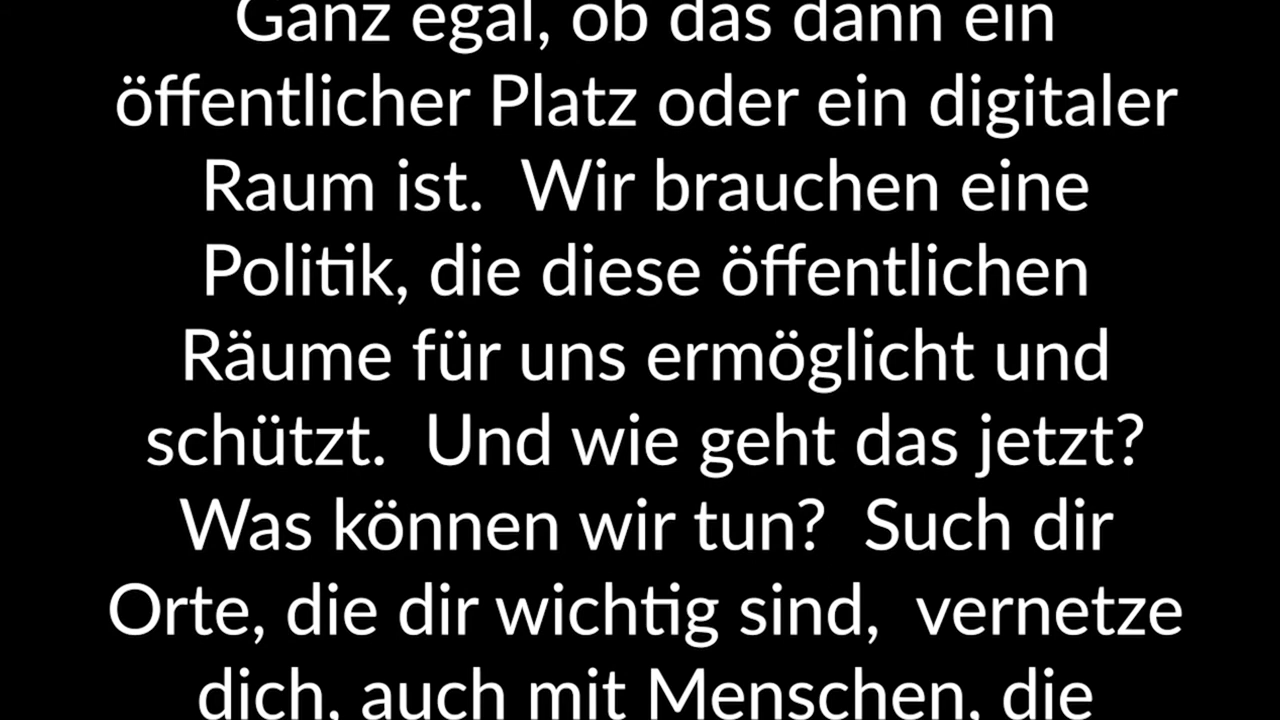 Ganz egal, ob das dann ein
öffentlicher Platz oder ein digitaler
Raum ist.  Wir brauchen eine
Politik, die diese öffentlichen
Räume für uns ermöglicht und
schützt.  Und wie geht das jetzt?
Was können wir tun?  Such dir
Orte, die dir wichtig sind,  vernetze
dich, auch mit Menschen, die